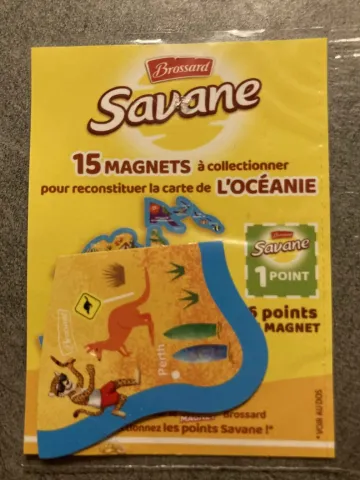 Brossard
Savane
15 MAGNETS à collectionner
pour reconstituer la carte de L'OCÉANIE
Brossard
Savane
1 POINT
points
MAGNET
Brossard
Perth
Brossard
les points Savane !*
* VOIR AU DOS